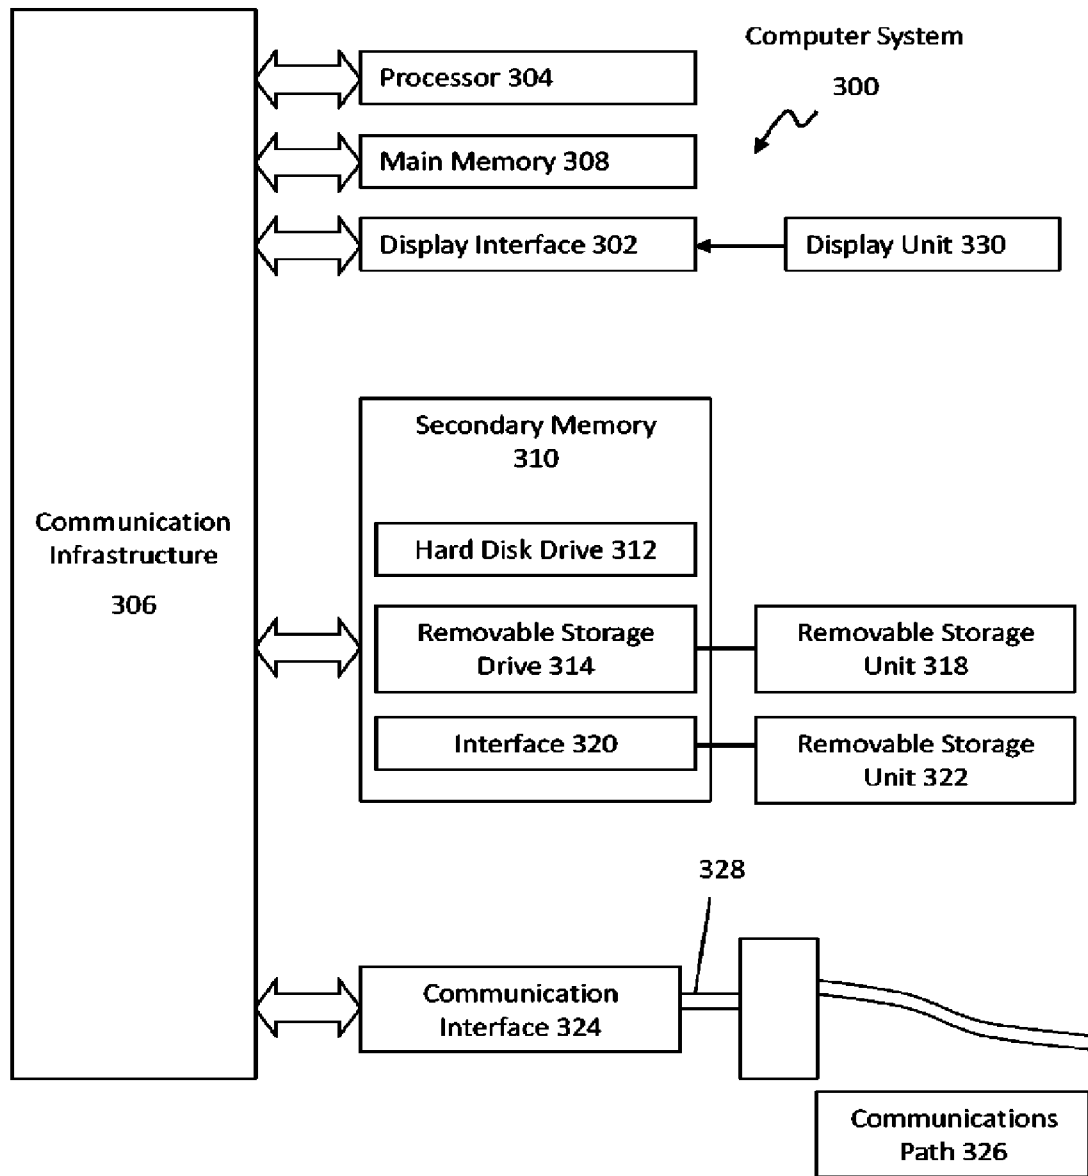 Computer System
300
Processor 304
Main Memory 308
Display Interface 302
Display Unit 330
Secondary Memory
310
Hard Disk Drive 312
Communication
Infrastructure
306
Removable Storage
Drive 314
Removable Storage
Unit 318
Interface 320
Removable Storage
Unit 322
328
Communication
Interface 324
Communications
Path 326